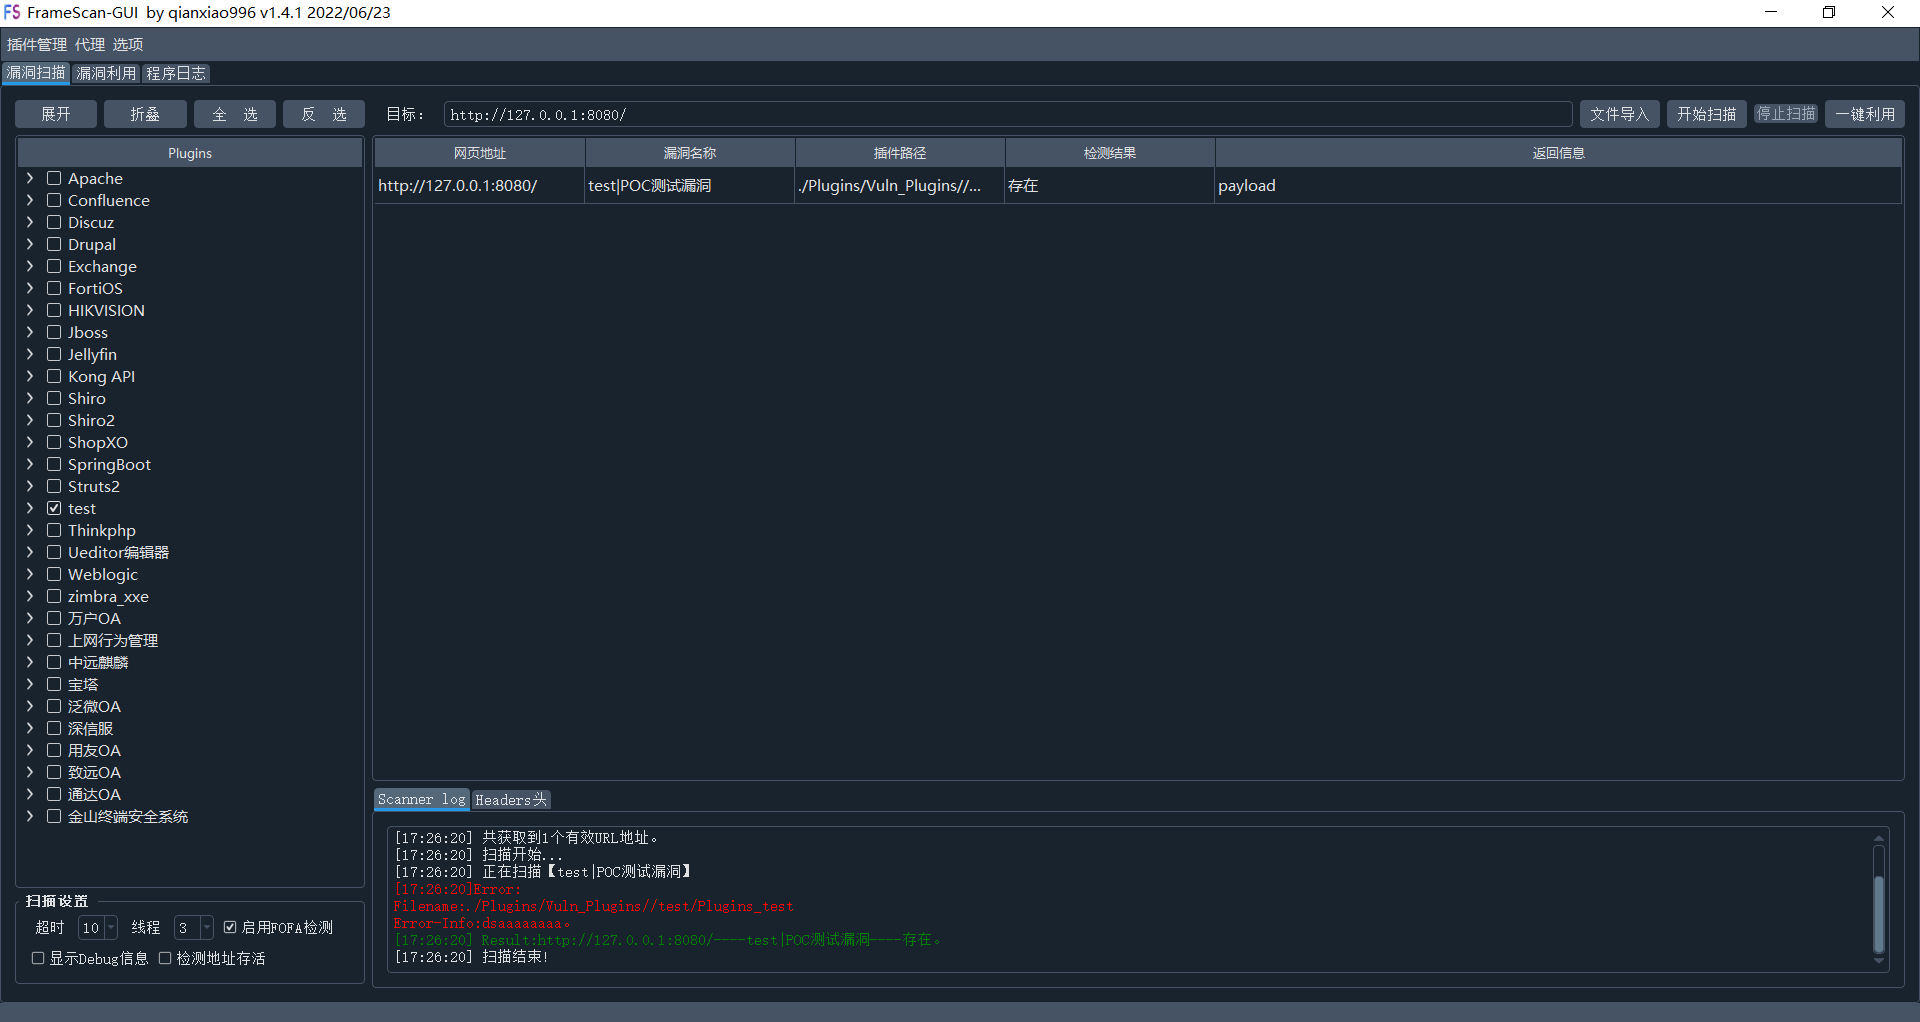 FrameScan-GUI  by qianxiao996 v1.4.1 2022/06/23
插件管理 代理 选项
漏洞扫描 漏洞利用 程序日志
展开 折叠 全 选 反 选 目标： http://127.0.0.1:8080/ 文件导入 开始扫描 停止扫描 一键利用
Plugins
Apache
Confluence
Discuz
Drupal
Exchange
FortiOS
HIKVISION
Jboss
Jellyfin
Kong API
Shiro
Shiro2
ShopXO
SpringBoot
Struts2
test
Thinkphp
Ueditor编辑器
Weblogic
zimbra_xxe
万户OA
上网行为管理
中远麒麟
宝塔
泛微OA
深信服
用友OA
致远OA
通达OA
金山终端安全系统
扫描设置
超时 10 线程 3 启用FOFA检测
显示Debug信息 检测地址存活
网页地址 漏洞名称 插件路径 检测结果 返回信息
http://127.0.0.1:8080/ test|POC测试漏洞 ./Plugins/Vuln_Plugins//... 存在 payload
Scanner log Headers头
[17:26:20] 共获取到1个有效URL地址。
[17:26:20] 扫描开始...
[17:26:20] 正在扫描【test|POC测试漏洞】
[17:26:20]Error:
Filename:./Plugins/Vuln_Plugins//test/Plugins_test
Error-Info:dsaaaaaaaa。
[17:26:20] Result:http://127.0.0.1:8080/----test|POC测试漏洞----存在。
[17:26:20] 扫描结束!